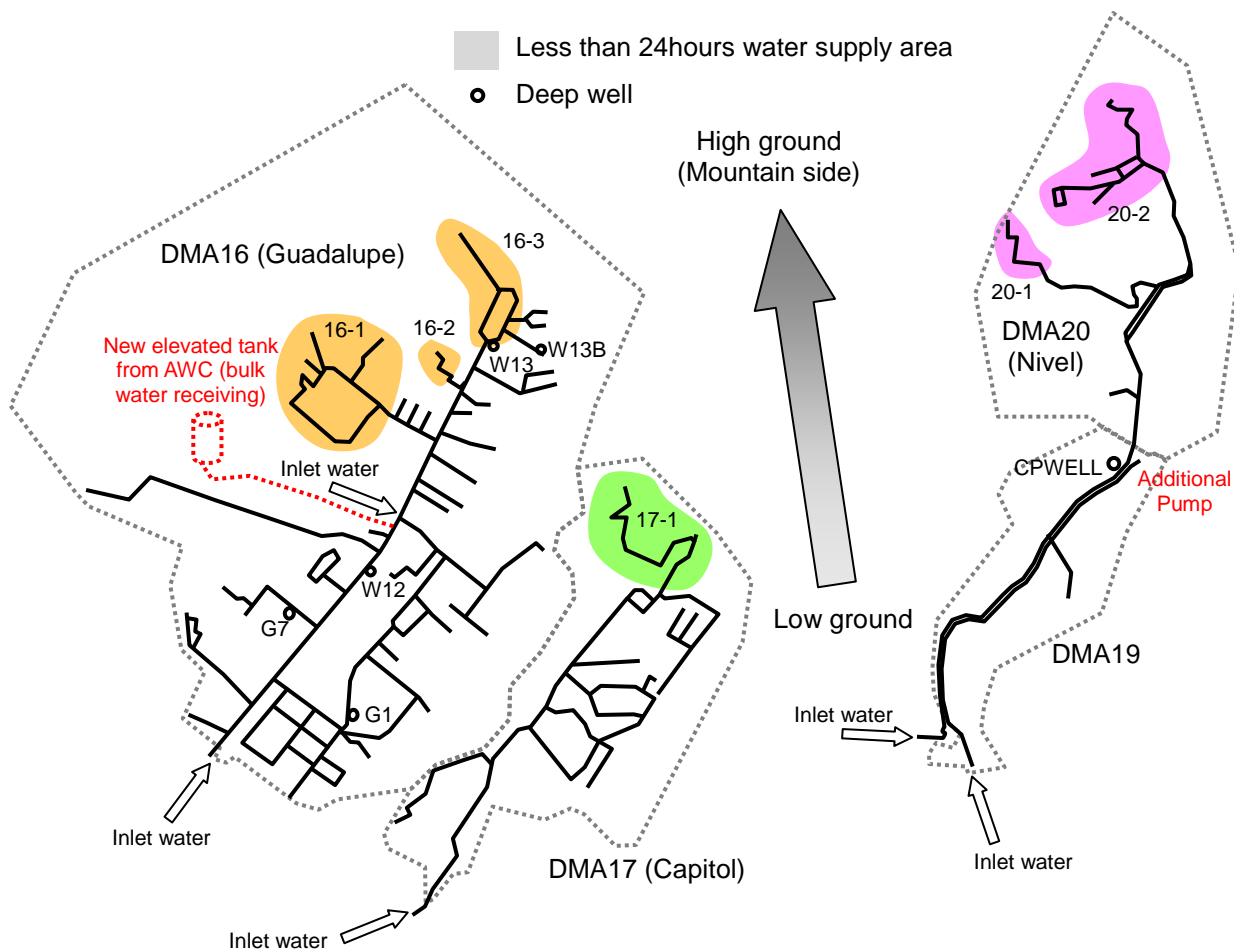 Less than 24hours water supply area
Deep well
High ground
(Mountain side)
DMA16 (Guadalupe)
16-3
20-2
20-1
16-1
16-2
New elevated tank
from AWC (bulk
water receiving)
W13
W13B
DMA20
(Nivel)
Inlet water
CPWELL
Additional
Pump
17-1
W12
G7
Low ground
DMA19
G1
Inlet water
Inlet water
Inlet water
DMA17 (Capitol)
Inlet water